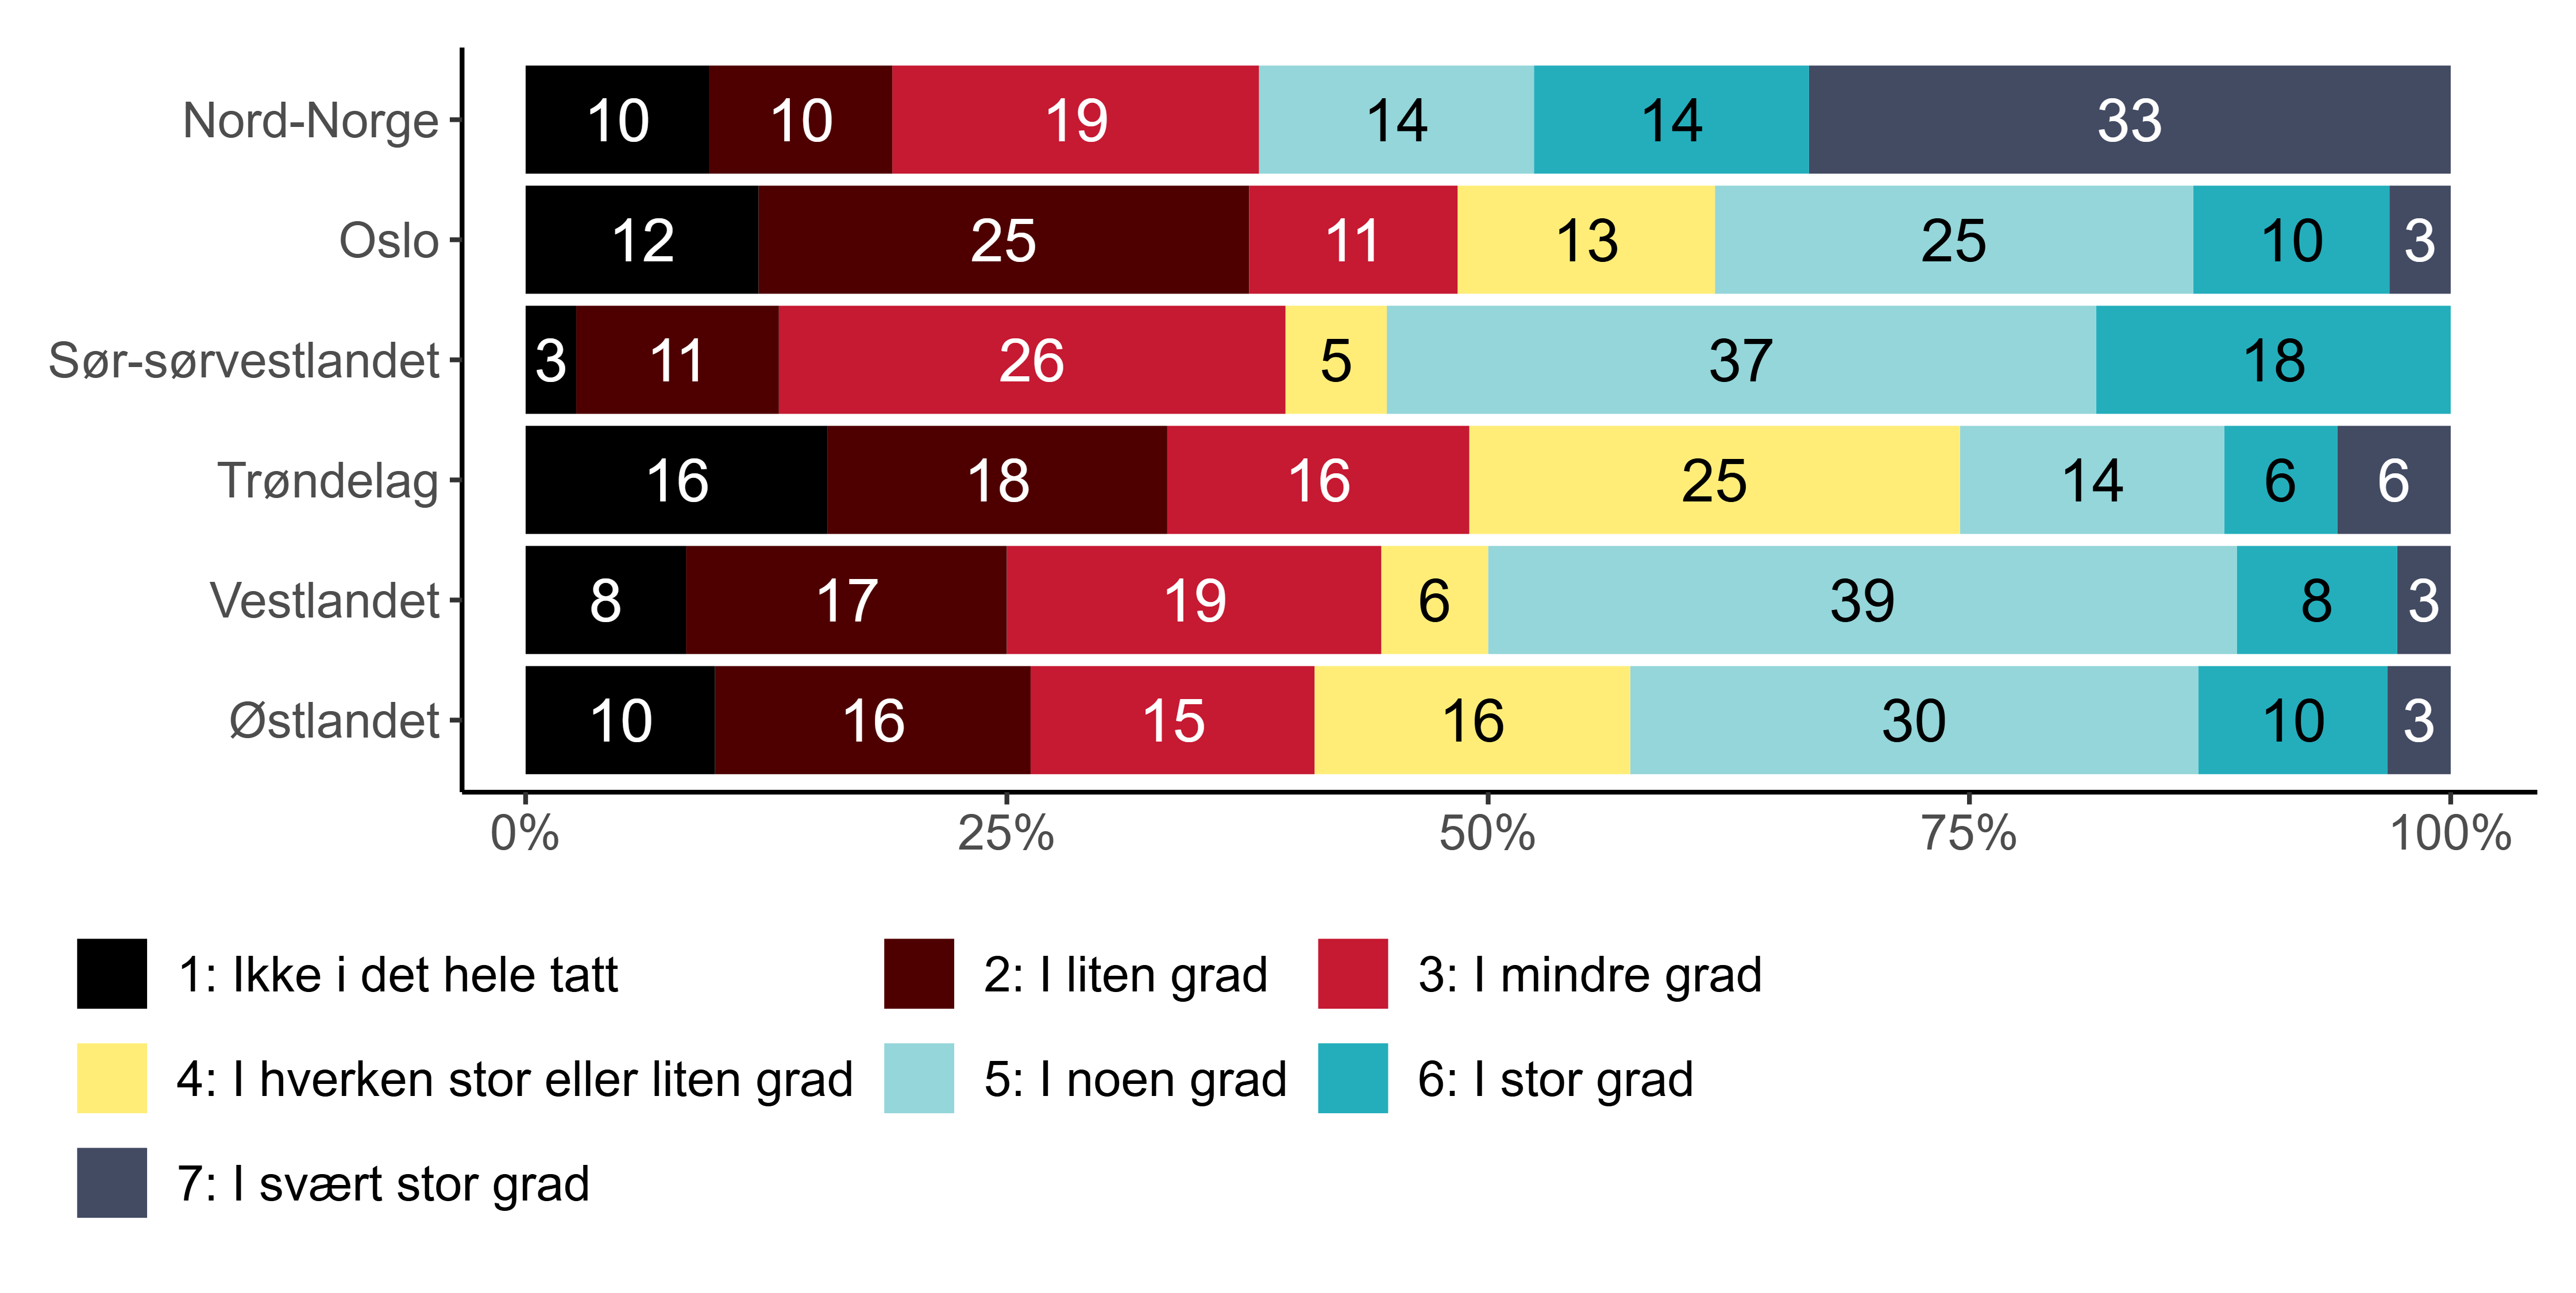 Nord-Norge 10 10 19 14 14 33
Oslo 12 25 11 13 25 10 3
Sør-sørvestlandet 3 11 26 5 37 18
Trøndelag 16 18 16 25 14 6 6
Vestlandet 8 17 19 6 39 8 3
Østlandet 10 16 15 16 30 10 3
0% 25% 50% 75% 100%
1: Ikke i det hele tatt 2: I liten grad 3: I mindre grad
4: I hverken stor eller liten grad 5: I noen grad 6: I stor grad
7: I svært stor grad